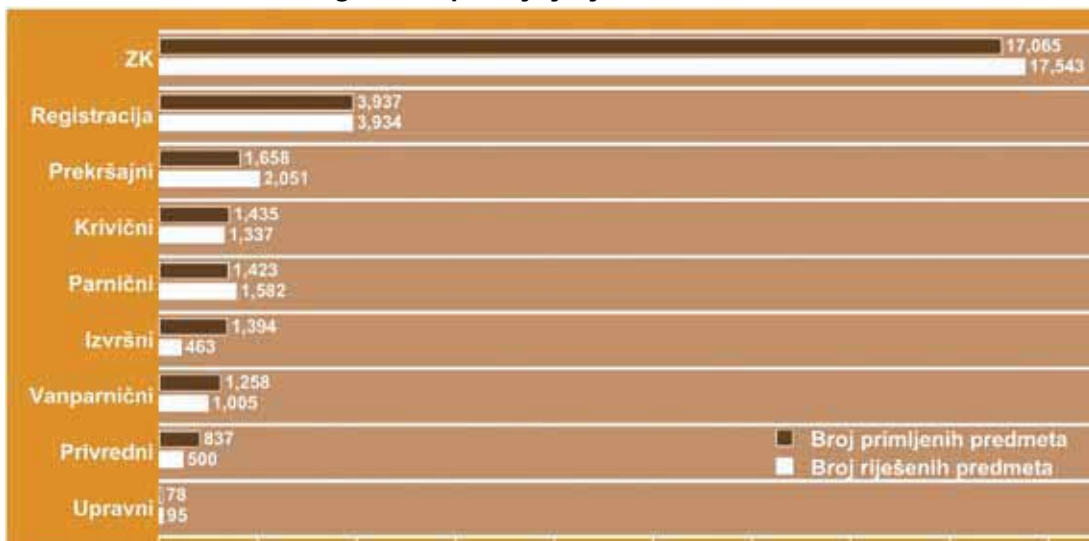 ZK
17,065
17,543
Registracija
3,937
3,934
Prekršajni
1,658
2,051
Krivični
1,435
1,337
Parnični
1,423
1,582
Izvršni
1,394
463
Vanparnični
1,258
1,005
Privredni
837
500
Upravni
78
95
Broj primljenih predmeta
Broj riješenih predmeta